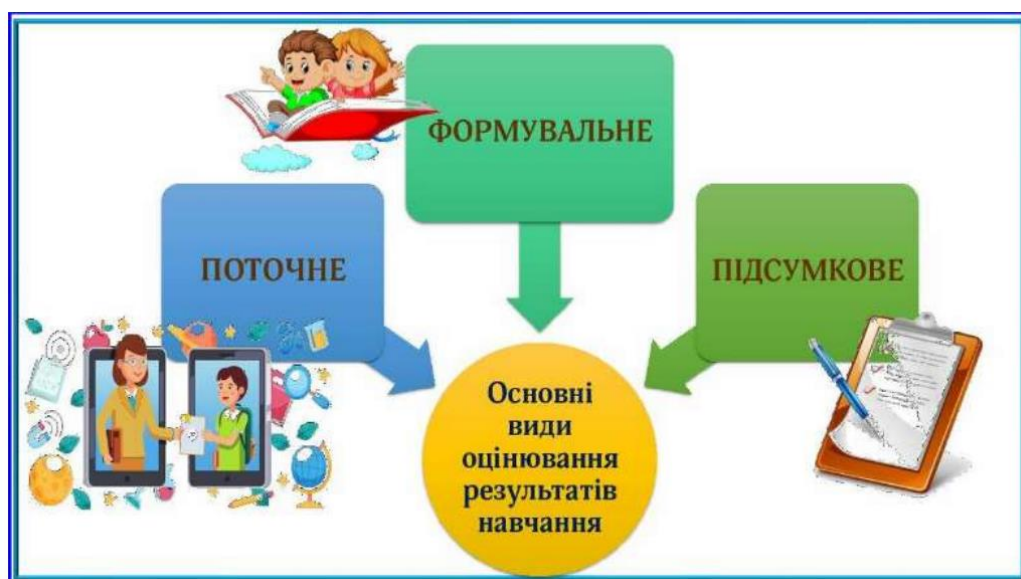 ФОРМУВАЛЬНЕ
ПОТОЧНЕ
ПІДСУМКОВЕ
Основні
види
оцінювання
результатів
навчання